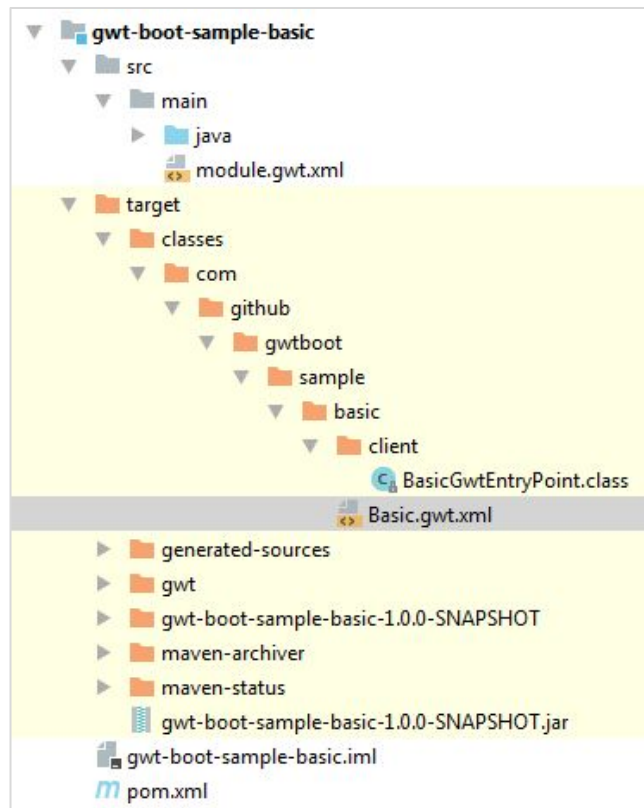 gwt-boot-sample-basic
src
main
java
module.gwt.xml
target
classes
com
github
gwtboot
sample
basic
client
BasicGwtEntryPoint.class
Basic.gwt.xml
generated-sources
gwt
gwt-boot-sample-basic-1.0.0-SNAPSHOT
maven-archiver
maven-status
gwt-boot-sample-basic-1.0.0-SNAPSHOT.jar
gwt-boot-sample-basic.iml
pom.xml